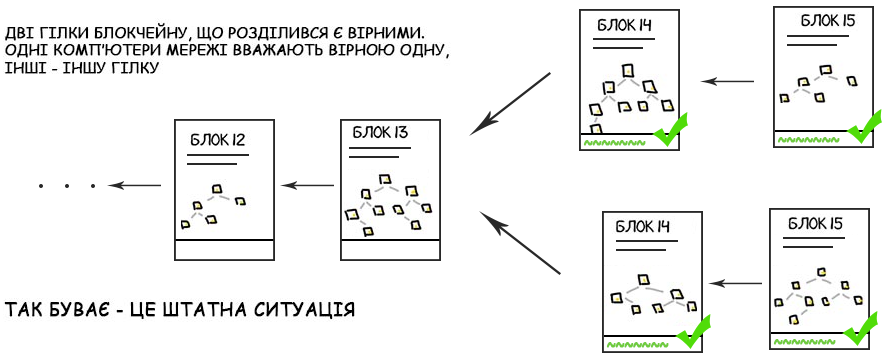 ДВІ ГІЛКИ БЛОКЧЕЙНУ, ЩО РОЗДІЛИВСЯ Є ВІРНИМИ.
ОДНІ КОМП'ЮТЕРИ МЕРЕЖІ ВВАЖАЮТЬ ВІРНОЮ ОДНУ,
ІНШІ - ІНШУ ГІЛКУ
БЛОК 14
БЛОК 15
БЛОК 12
БЛОК 13
БЛОК 14
БЛОК 15
ТАК БУВАЄ - ЦЕ ШТАТНА СИТУАЦІЯ